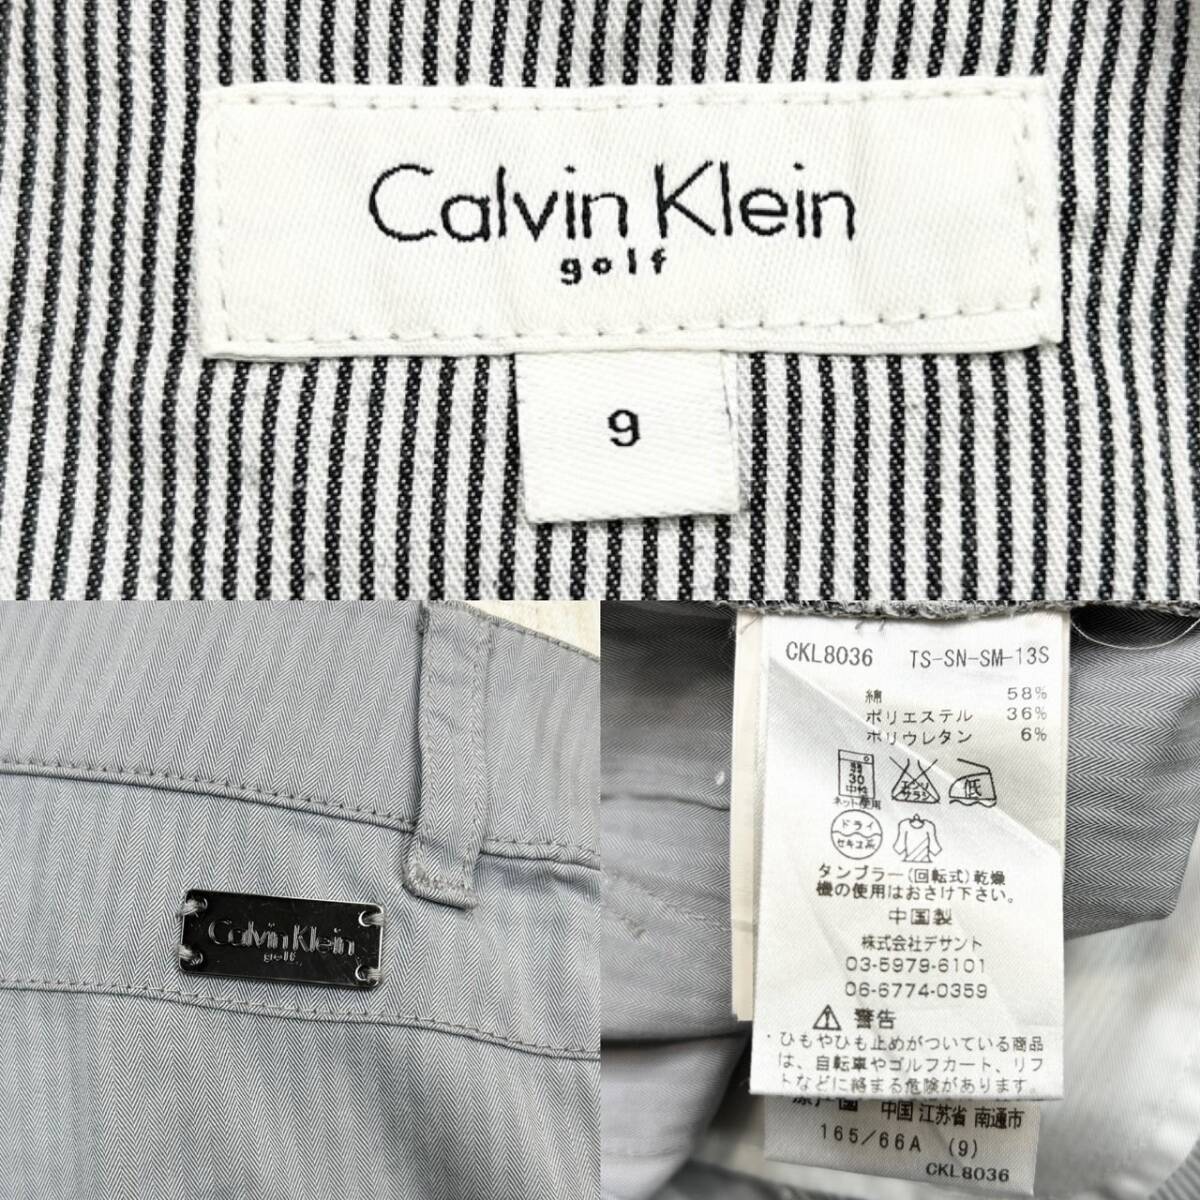 Calvin Klein
golf
9
Calvin Klein
golf
CKL8036 TS-SN-SM-13S
綿 58%
ポリエステル 36%
ポリウレタン 6%
30
中性
ネット使用
エンソ
サラシ
低
ドライ
セキユ系
タンブラー(回転式)乾燥
機の使用はおさけ下さい。
中国製
株式会社デサント
03-5979-6101
06-6774-0359
警告
・ひもやひも止めがついている商品
は、自転車やゴルフカート、リフ
トなどに絡まる危険があります。
中国 江苏省 南通市
165/66A (9)
CKL8036